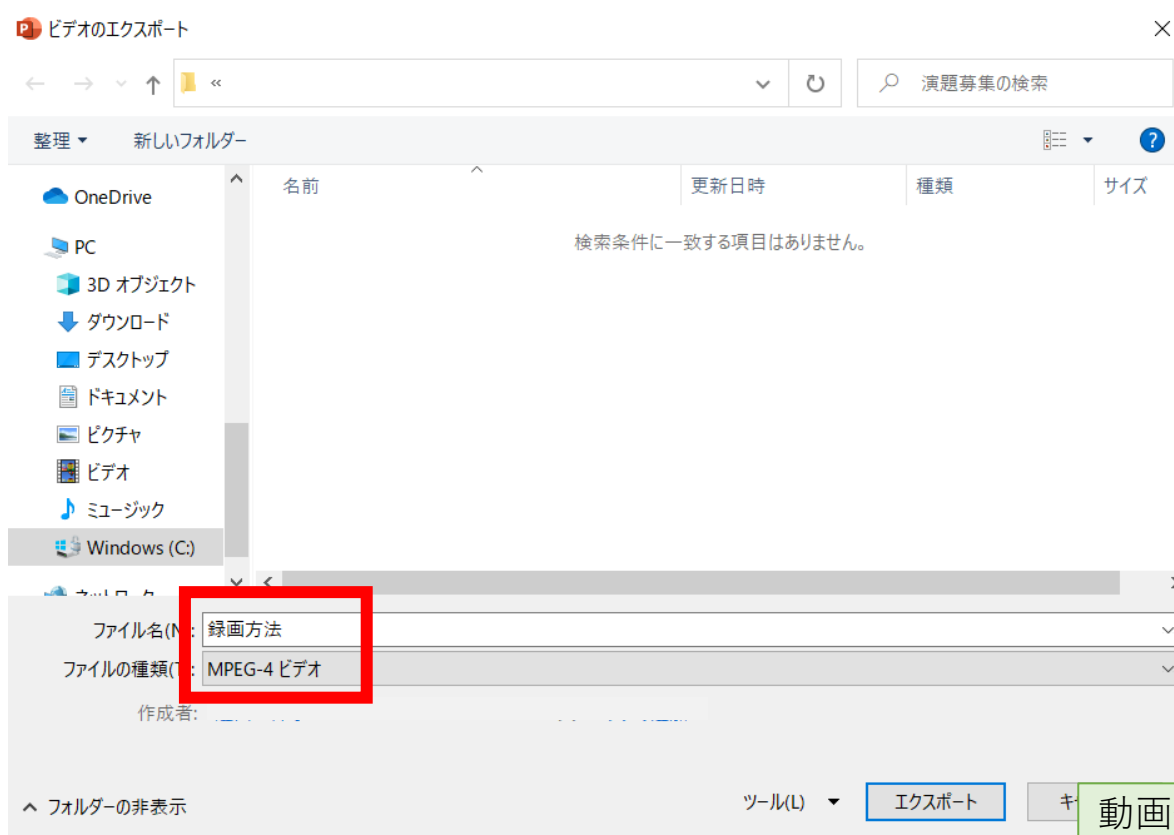 ビデオのエクスポート
«
演題募集の検索
整理
新しいフォルダー
?
名前
更新日時
種類
サイズ
検索条件に一致する項目はありません。
OneDrive
PC
3D オブジェクト
ダウンロード
デスクトップ
ドキュメント
ピクチャ
ビデオ
ミュージック
Windows (C:)
ファイル名(N): 録画方法
ファイルの種類(T): MPEG-4 ビデオ
作成者:
フォルダーの非表示
ツール(L)
エクスポート
キ
動画